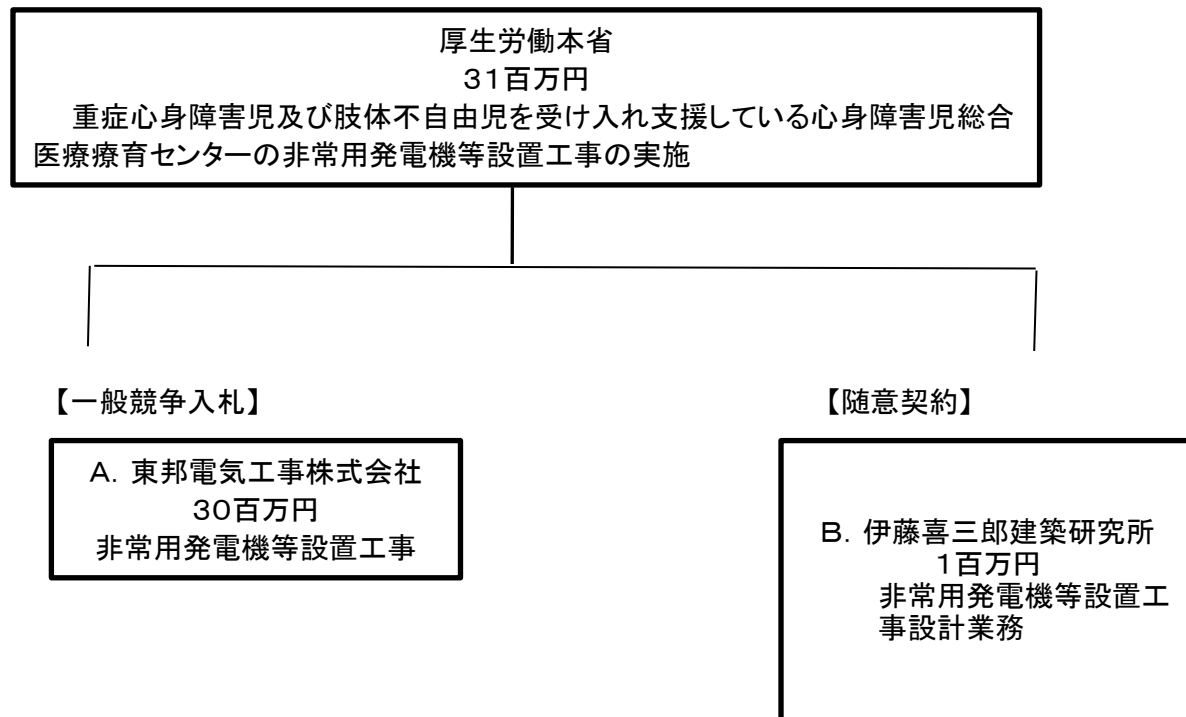 厚生労働本省
31百万円
重症心身障害児及び肢体不自由児を受け入れ支援している心身障害児総合
医療療育センターの非常用発電機等設置工事の実施
【一般競争入札】
【随意契約】
A. 東邦電気工事株式会社
30百万円
非常用発電機等設置工事
B. 伊藤喜三郎建築研究所
1百万円
非常用発電機等設置工
事設計業務